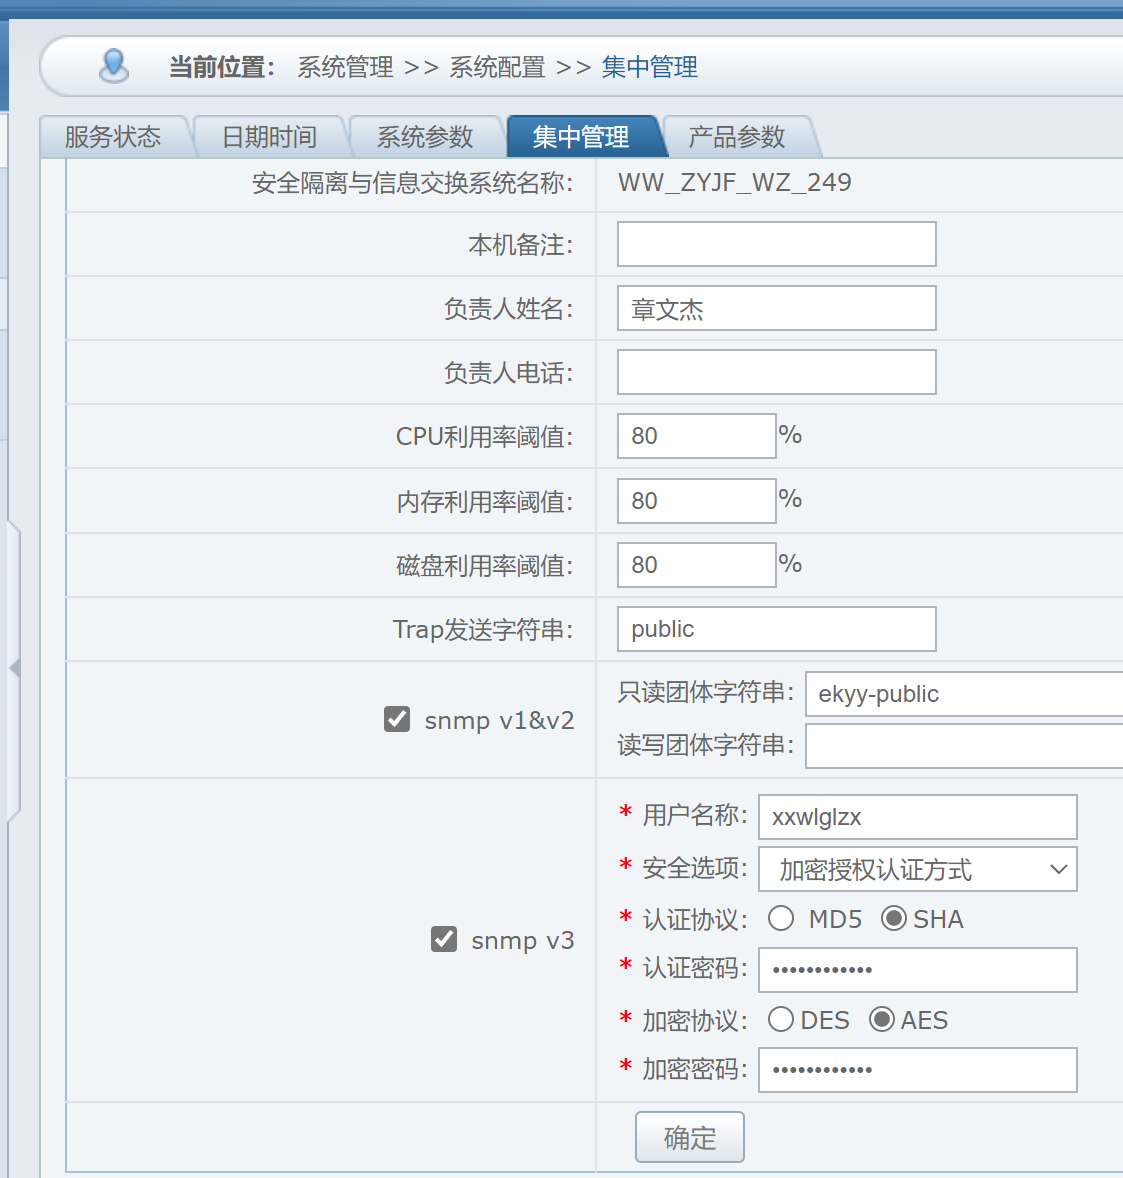 当前位置： 系统管理 >> 系统配置 >> 集中管理
服务状态 日期时间 系统参数 集中管理 产品参数
安全隔离与信息交换系统名称: WW_ZYJF_WZ_249
本机备注:
负责人姓名: 章文杰
负责人电话:
CPU利用率阈值: 80 %
内存利用率阈值: 80 %
磁盘利用率阈值: 80 %
Trap发送字符串: public
snmp v1&v2
只读团体字符串: ekyy-public
读写团体字符串:
snmp v3
* 用户名称: xxwlglzx
* 安全选项: 加密授权认证方式
* 认证协议: MD5 SHA
* 认证密码: ••••••••••••
* 加密协议: DES AES
* 加密密码: ••••••••••••
确定